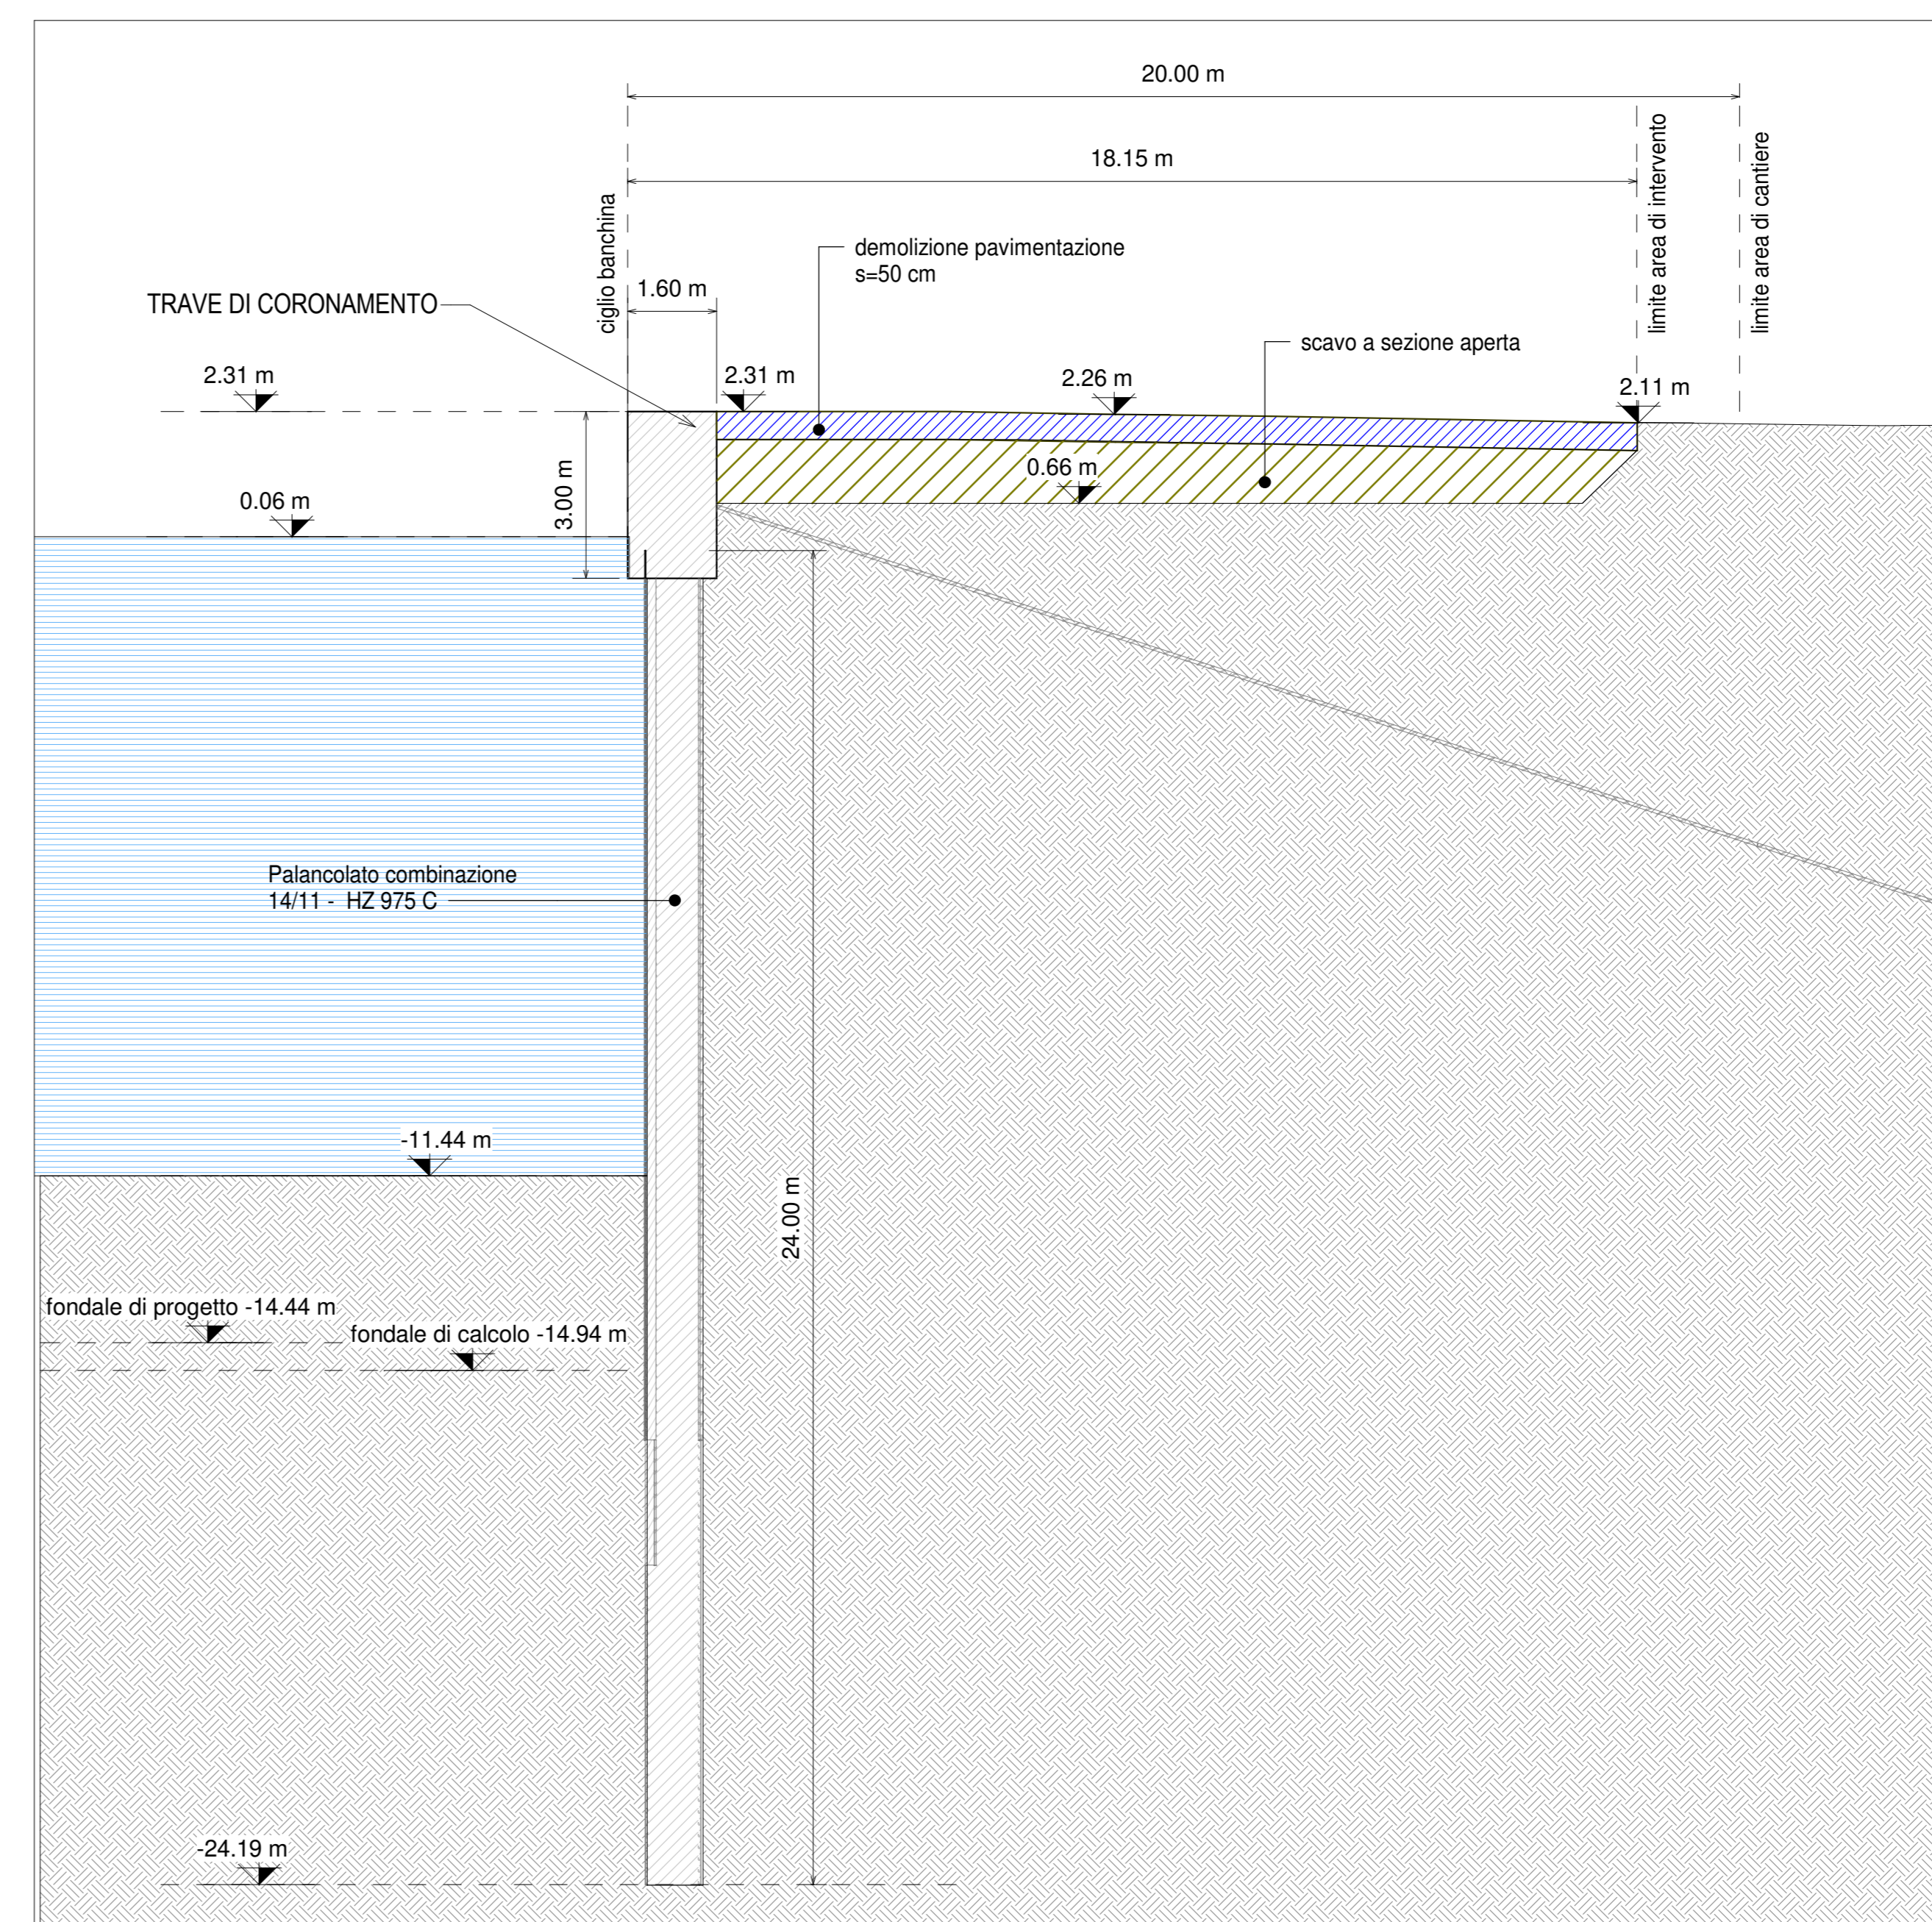 20.00 m
18.15 m
limite area di intervento
limite area di cantiere
ciglio banchina
demolizione pavimentazione
s=50 cm
1.60 m
TRAVE DI CORONAMENTO
scavo a sezione aperta
2.31 m
2.31 m
2.26 m
2.11 m
0.66 m
3.00 m
0.06 m
Palancolato combinazione
14/11 - HZ 975 C
-11.44 m
24.00 m
fondale di progetto -14.44 m
fondale di calcolo -14.94 m
-24.19 m